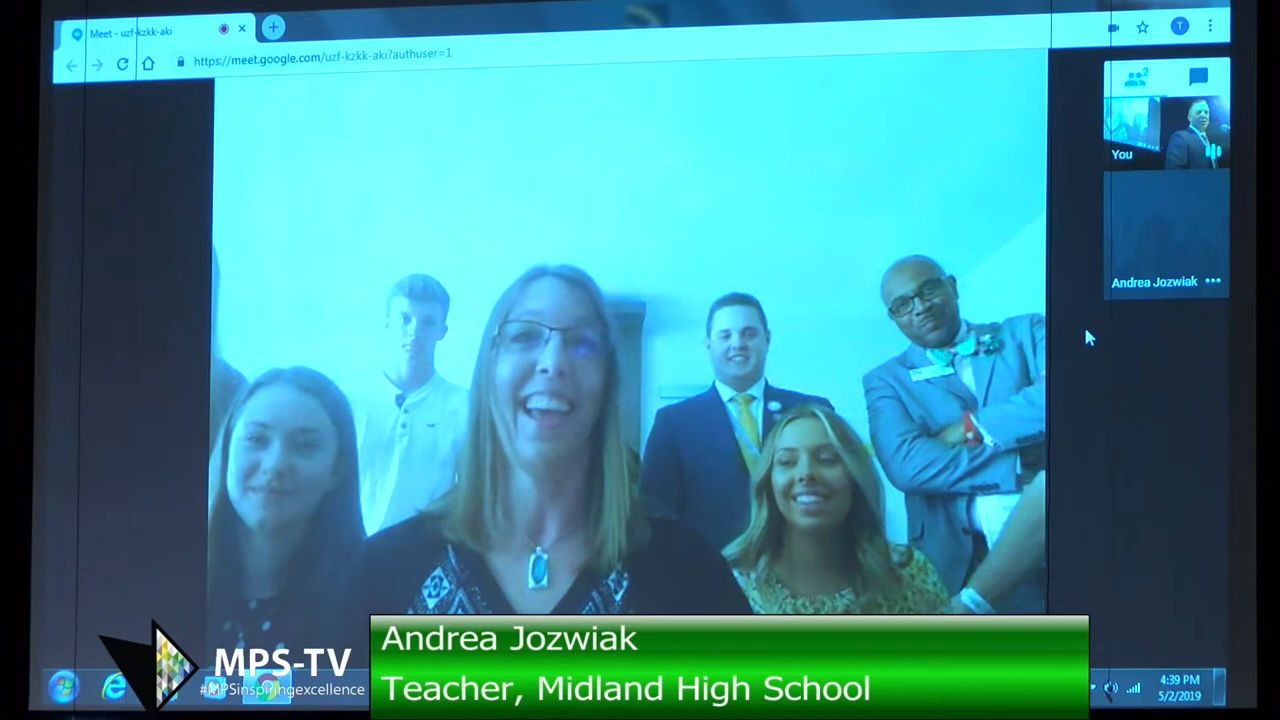 Meet - uzf-kzkk-aki
https://meet.google.com/uzf-kzkk-aki?authuser=1
T
2
You
Andrea Jozwiak
Andrea Jozwiak
Teacher, Midland High School
MPS-TV
#MPSinspiringexcellence
4:39 PM
5/2/2019